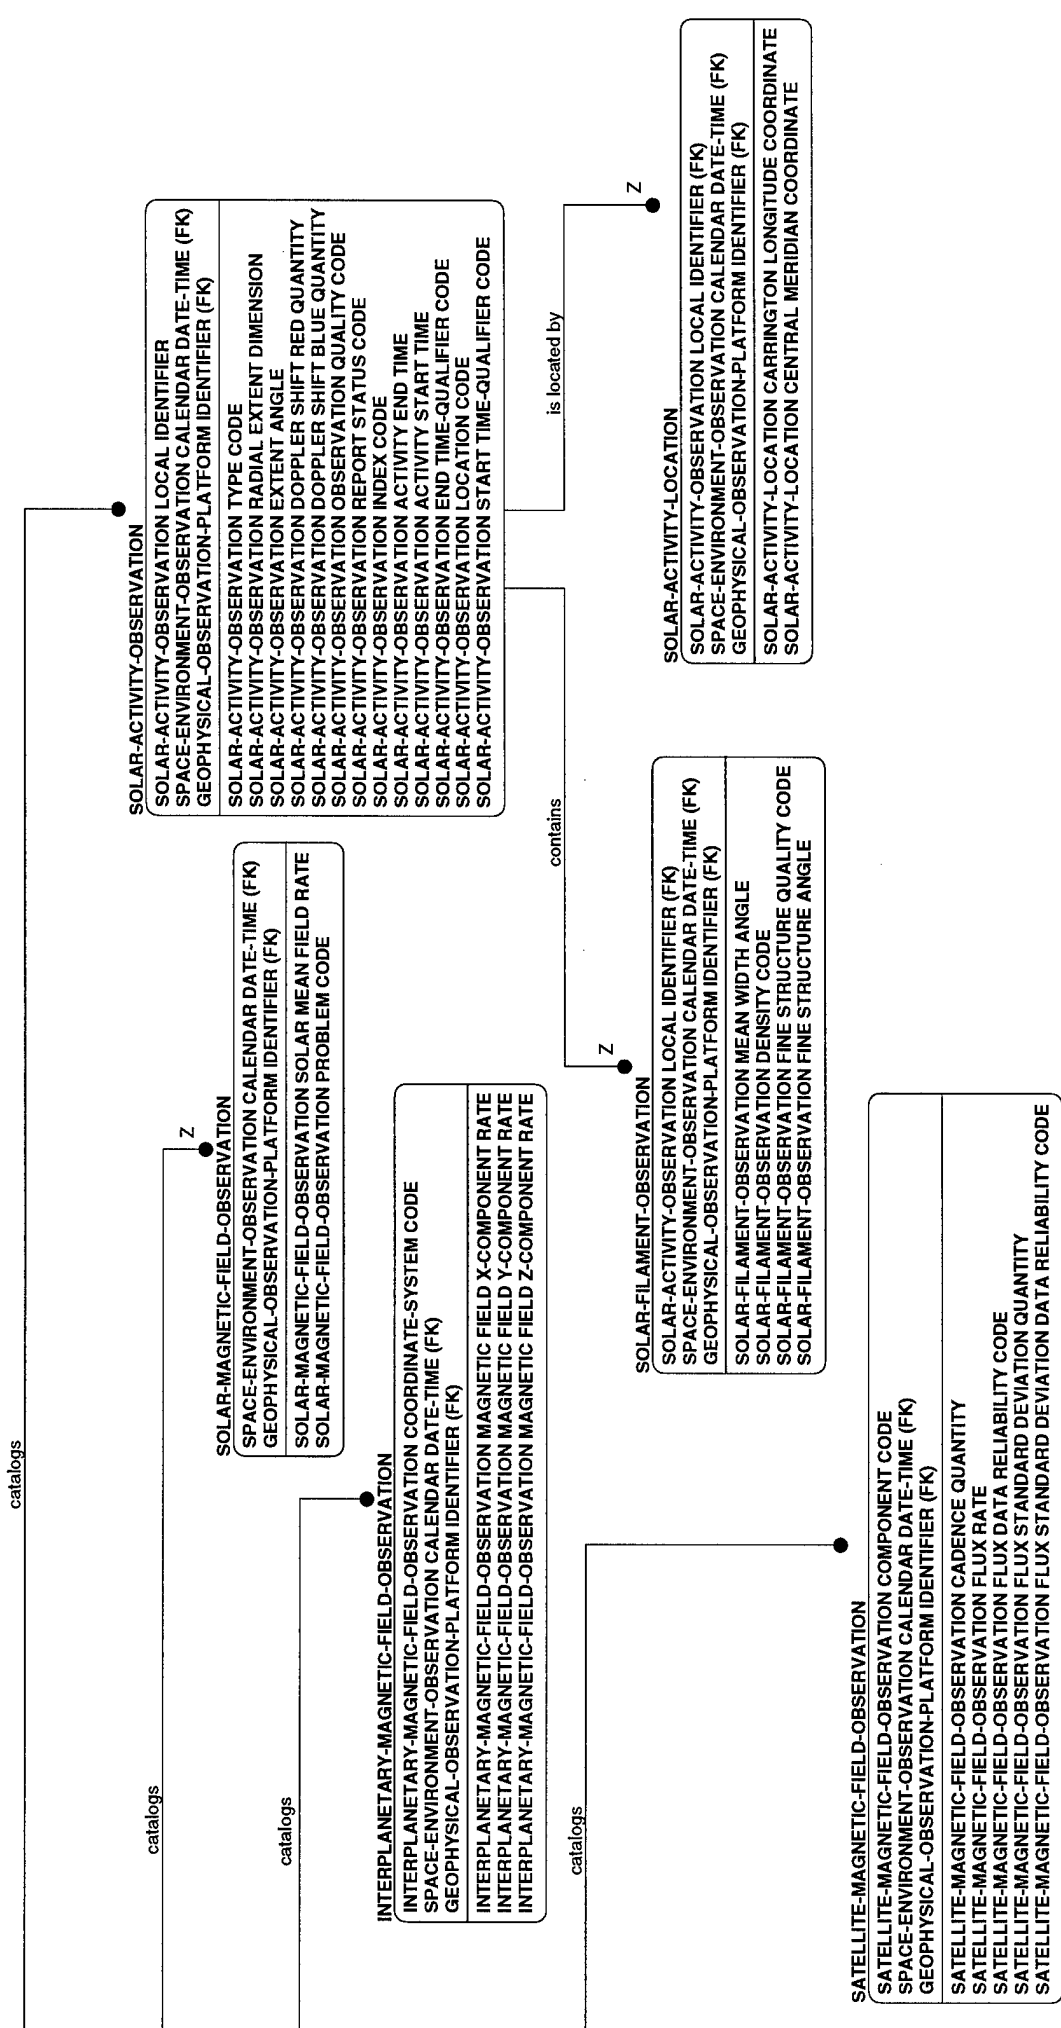 catalogs
SOLAR-ACTIVITY-OBSERVATION
SOLAR-ACTIVITY-OBSERVATION LOCAL IDENTIFIER
SPACE-ENVIRONMENT-OBSERVATION CALENDAR DATE-TIME (FK)
GEOPHYSICAL-OBSERVATION-PLATFORM IDENTIFIER (FK)
SOLAR-ACTIVITY-OBSERVATION TYPE CODE
SOLAR-ACTIVITY-OBSERVATION RADIAL EXTENT DIMENSION
SOLAR-ACTIVITY-OBSERVATION EXTENT ANGLE
SOLAR-ACTIVITY-OBSERVATION DOPPLER SHIFT RED QUANTITY
SOLAR-ACTIVITY-OBSERVATION DOPPLER SHIFT BLUE QUANTITY
SOLAR-ACTIVITY-OBSERVATION OBSERVATION QUALITY CODE
SOLAR-ACTIVITY-OBSERVATION REPORT STATUS CODE
SOLAR-ACTIVITY-OBSERVATION INDEX CODE
SOLAR-ACTIVITY-OBSERVATION ACTIVITY END TIME
SOLAR-ACTIVITY-OBSERVATION ACTIVITY START TIME
SOLAR-ACTIVITY-OBSERVATION END TIME-QUALIFIER CODE
SOLAR-ACTIVITY-OBSERVATION LOCATION CODE
SOLAR-ACTIVITY-OBSERVATION START TIME-QUALIFIER CODE
catalogs
Z
SOLAR-MAGNETIC-FIELD-OBSERVATION
SPACE-ENVIRONMENT-OBSERVATION CALENDAR DATE-TIME (FK)
GEOPHYSICAL-OBSERVATION-PLATFORM IDENTIFIER (FK)
SOLAR-MAGNETIC-FIELD-OBSERVATION SOLAR MEAN FIELD RATE
SOLAR-MAGNETIC-FIELD-OBSERVATION PROBLEM CODE
catalogs
INTERPLANETARY-MAGNETIC-FIELD-OBSERVATION
INTERPLANETARY-MAGNETIC-FIELD-OBSERVATION COORDINATE-SYSTEM CODE
SPACE-ENVIRONMENT-OBSERVATION CALENDAR DATE-TIME (FK)
GEOPHYSICAL-OBSERVATION-PLATFORM IDENTIFIER (FK)
INTERPLANETARY-MAGNETIC-FIELD-OBSERVATION MAGNETIC FIELD X-COMPONENT RATE
INTERPLANETARY-MAGNETIC-FIELD-OBSERVATION MAGNETIC FIELD Y-COMPONENT RATE
INTERPLANETARY-MAGNETIC-FIELD-OBSERVATION MAGNETIC FIELD Z-COMPONENT RATE
contains
Z
SOLAR-FILAMENT-OBSERVATION
SOLAR-ACTIVITY-OBSERVATION LOCAL IDENTIFIER (FK)
SPACE-ENVIRONMENT-OBSERVATION CALENDAR DATE-TIME (FK)
GEOPHYSICAL-OBSERVATION-PLATFORM IDENTIFIER (FK)
SOLAR-FILAMENT-OBSERVATION MEAN WIDTH ANGLE
SOLAR-FILAMENT-OBSERVATION DENSITY CODE
SOLAR-FILAMENT-OBSERVATION FINE STRUCTURE QUALITY CODE
SOLAR-FILAMENT-OBSERVATION FINE STRUCTURE ANGLE
is located by
Z
SOLAR-ACTIVITY-LOCATION
SOLAR-ACTIVITY-OBSERVATION LOCAL IDENTIFIER (FK)
SPACE-ENVIRONMENT-OBSERVATION CALENDAR DATE-TIME (FK)
GEOPHYSICAL-OBSERVATION-PLATFORM IDENTIFIER (FK)
SOLAR-ACTIVITY-LOCATION CARRINGTON LONGITUDE COORDINATE
SOLAR-ACTIVITY-LOCATION CENTRAL MERIDIAN COORDINATE
catalogs
SATELLITE-MAGNETIC-FIELD-OBSERVATION
SATELLITE-MAGNETIC-FIELD-OBSERVATION COMPONENT CODE
SPACE-ENVIRONMENT-OBSERVATION CALENDAR DATE-TIME (FK)
GEOPHYSICAL-OBSERVATION-PLATFORM IDENTIFIER (FK)
SATELLITE-MAGNETIC-FIELD-OBSERVATION CADENCE QUANTITY
SATELLITE-MAGNETIC-FIELD-OBSERVATION FLUX RATE
SATELLITE-MAGNETIC-FIELD-OBSERVATION FLUX DATA RELIABILITY CODE
SATELLITE-MAGNETIC-FIELD-OBSERVATION FLUX STANDARD DEVIATION QUANTITY
SATELLITE-MAGNETIC-FIELD-OBSERVATION FLUX STANDARD DEVIATION DATA RELIABILITY CODE